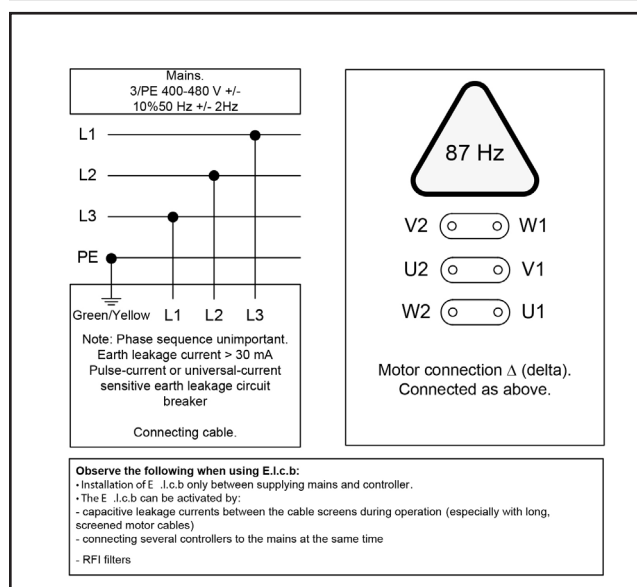 Mains.
3/PE 400-480 V +/-
10%50 Hz +/- 2Hz
L1
L2
L3
PE
Green/Yellow L1 L2 L3
Note: Phase sequence unimportant.
Earth leakage current > 30 mA
Pulse-current or universal-current
sensitive earth leakage circuit
breaker
Connecting cable.
87 Hz
V2 W1
U2 V1
W2 U1
Motor connection Δ (delta).
Connected as above.
Observe the following when using E.l.c.b:
• Installation of E .l.c.b only between supplying mains and controller.
• The E .l.c.b can be activated by:
- capacitive leakage currents between the cable screens during operation (especially with long,
screened motor cables)
- connecting several controllers to the mains at the same time
- RFI filters